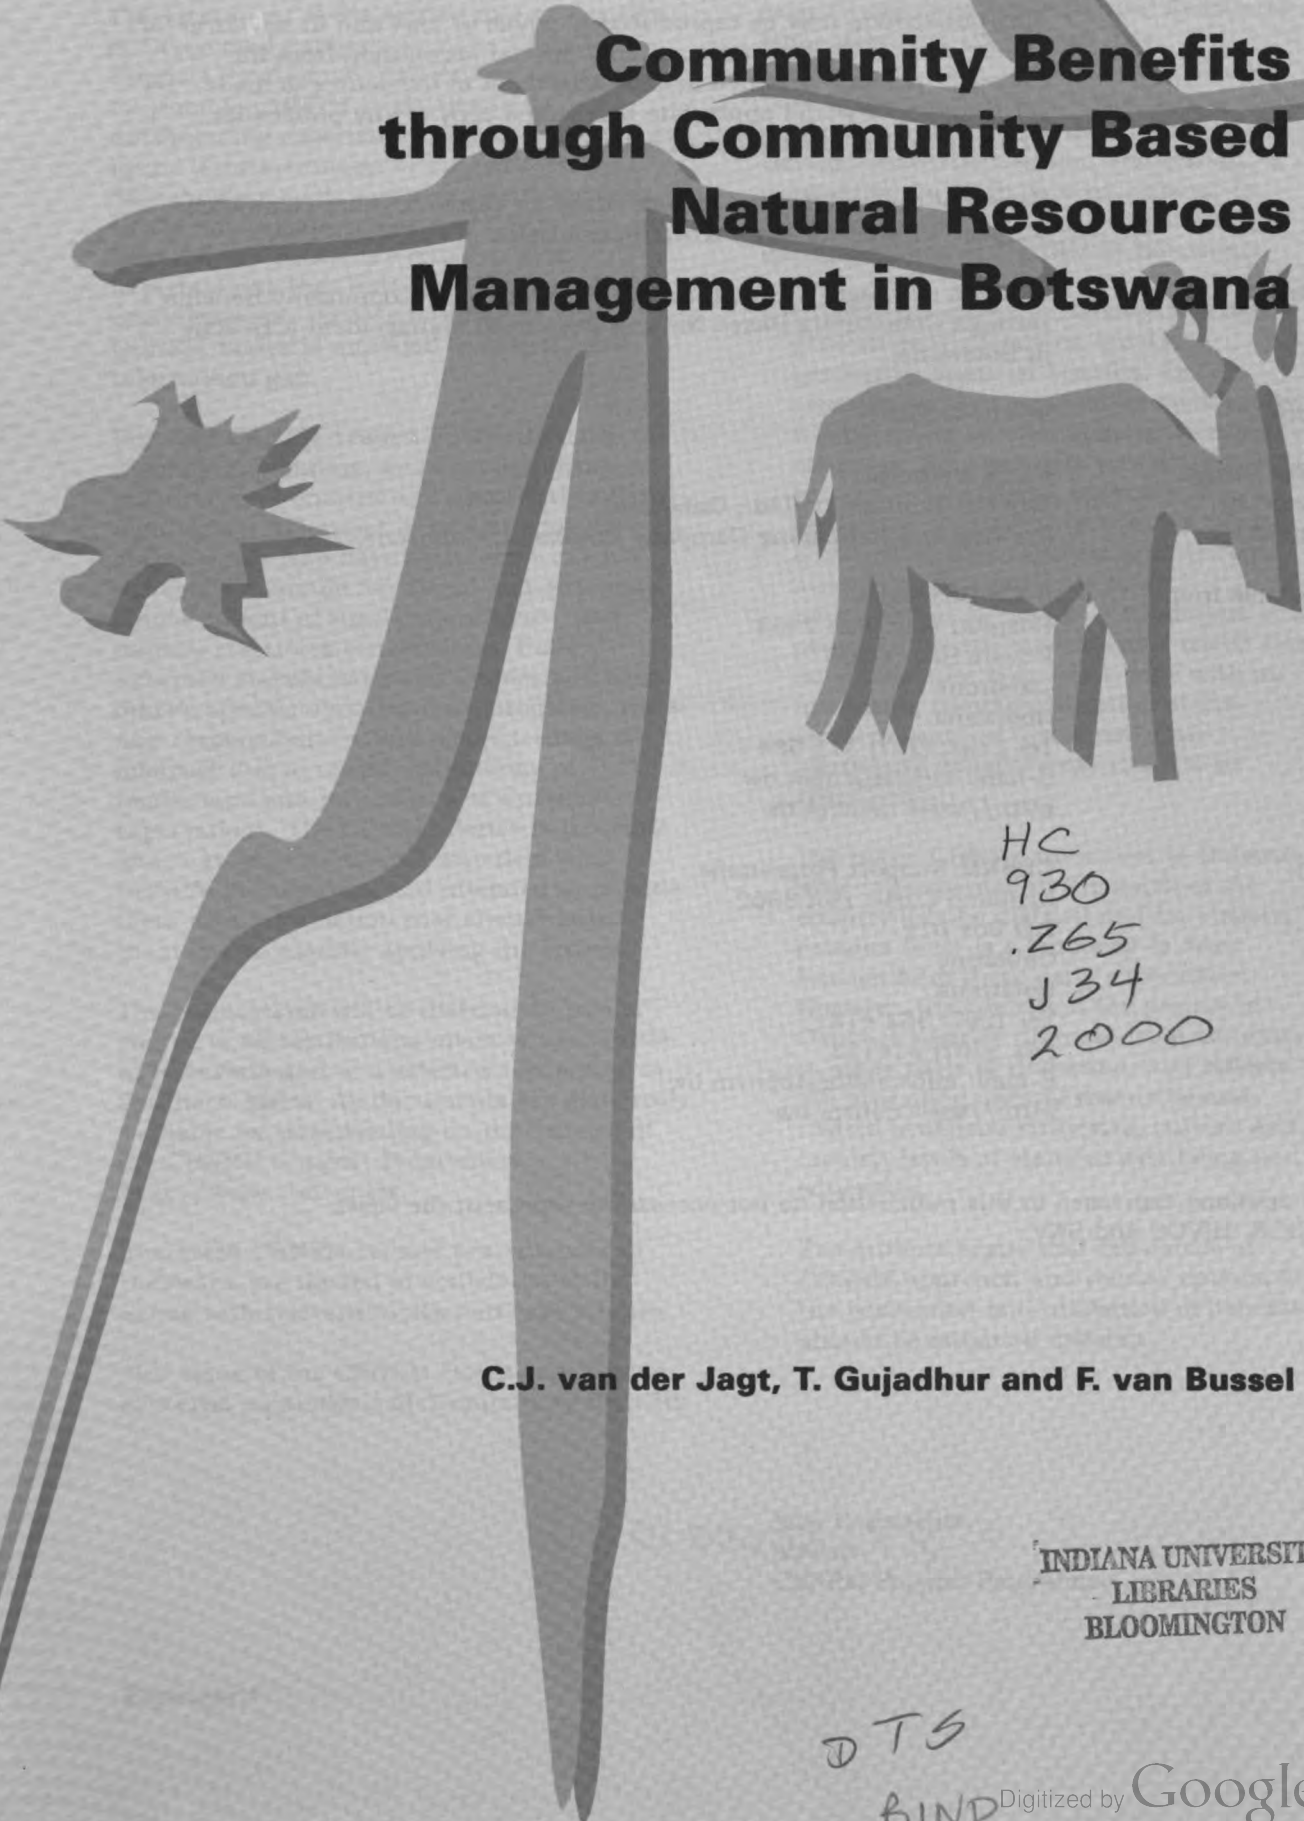 Community Benefits
through Community Based
Natural Resources
Management in Botswana
HC
930
.Z65
J34
2000
C.J. van der Jagt, T. Gujadhur and F. van Bussel
INDIANA UNIVERSIT
LIBRARIES
BLOOMINGTON
DTS
BIND
Digitized by Google